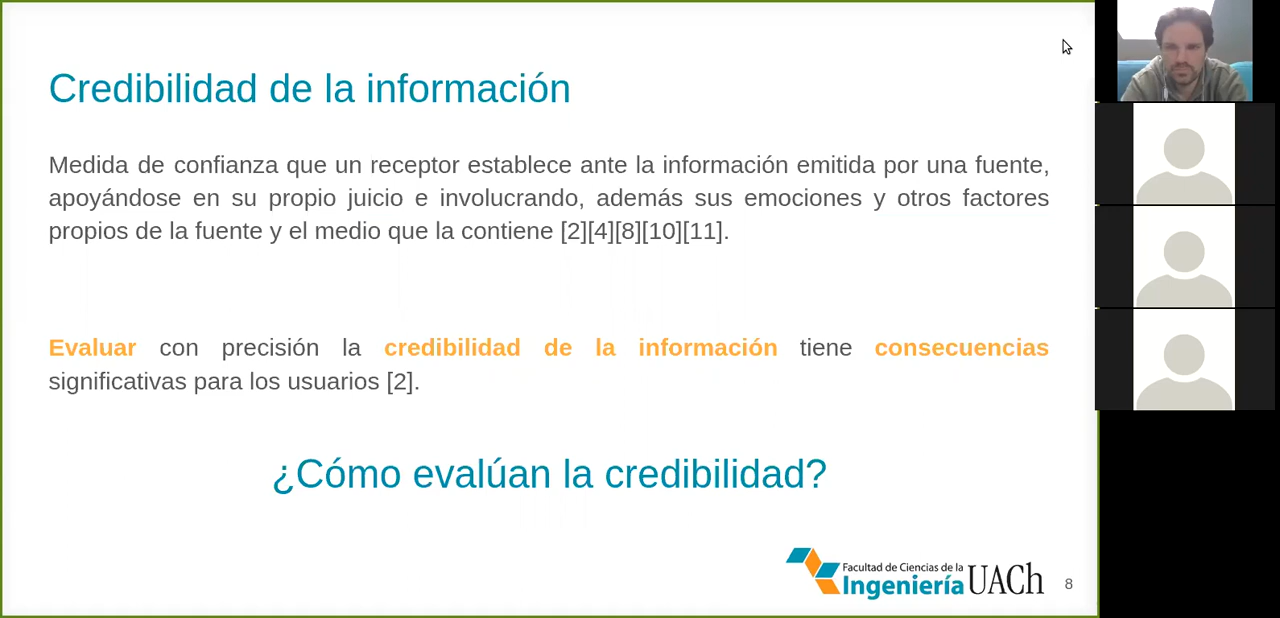 Credibilidad de la información
Medida de confianza que un receptor establece ante la información emitida por una fuente,
apoyándose en su propio juicio e involucrando, además sus emociones y otros factores
propios de la fuente y el medio que la contiene [2][4][8][10][11].
Evaluar con precisión la credibilidad de la información tiene consecuencias
significativas para los usuarios [2].
¿Cómo evalúan la credibilidad?
Facultad de Ciencias de la
Ingeniería UACh
8